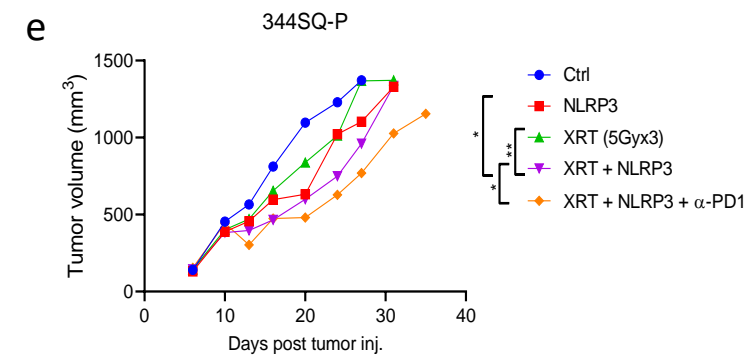 e
344SQ-P
Tumor volume (mm³)
1500
1000
500
0
0
10
20
30
40
Days post tumor inj.
Ctrl
NLRP3
XRT (5Gyx3)
XRT + NLRP3
XRT + NLRP3 + α-PD1
*
**
*